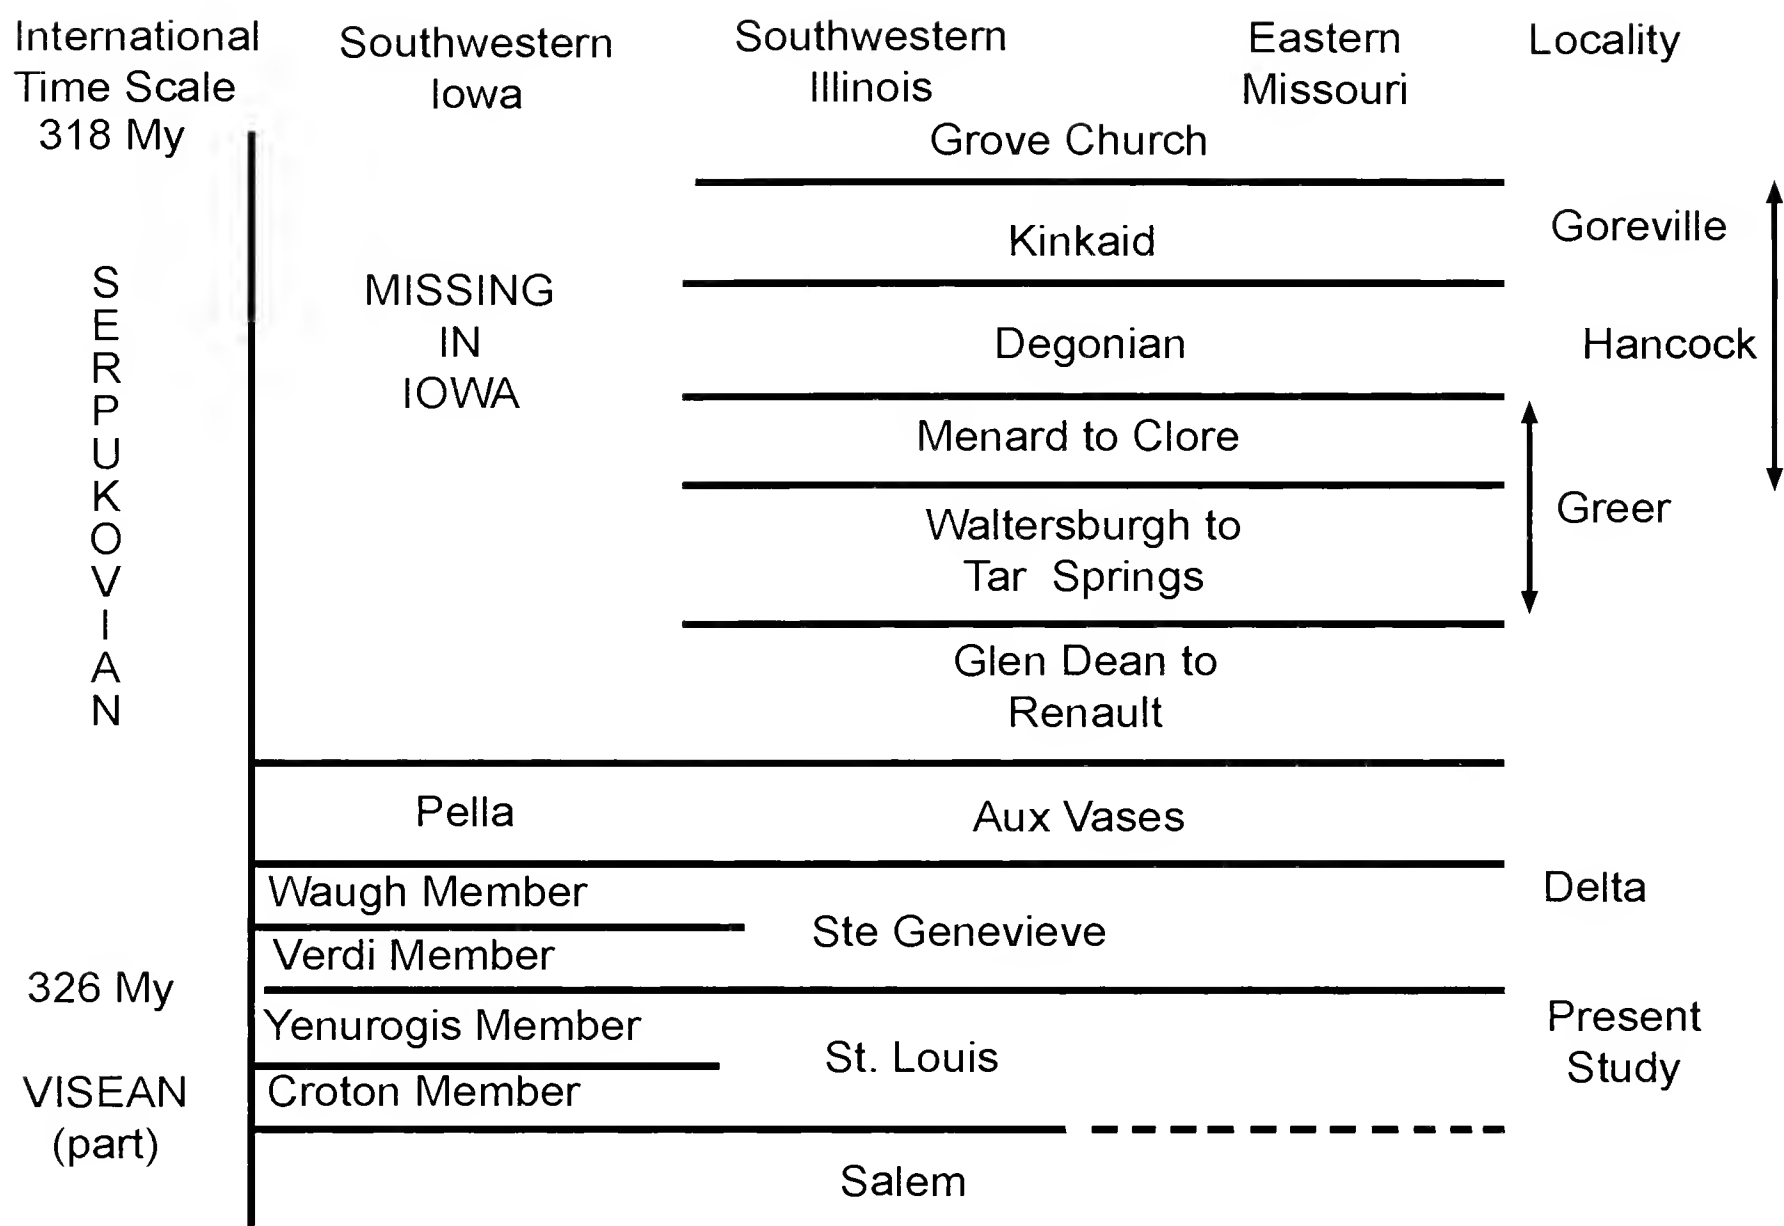 International
Time Scale
318 My
Southwestern
Iowa
Southwestern
Illinois
Eastern
Missouri
Locality
Grove Church
Goreville
Kinkaid
SERPUKOVIAN
MISSING
IN
IOWA
Degonian
Hancock
Menard to Clore
Greer
Waltersburgh to
Tar Springs
Glen Dean to
Renault
Pella
Aux Vases
Waugh Member
Delta
Ste Genevieve
Verdi Member
326 My
Yenurogis Member
Present
Study
St. Louis
VISEAN
(part)
Croton Member
Salem